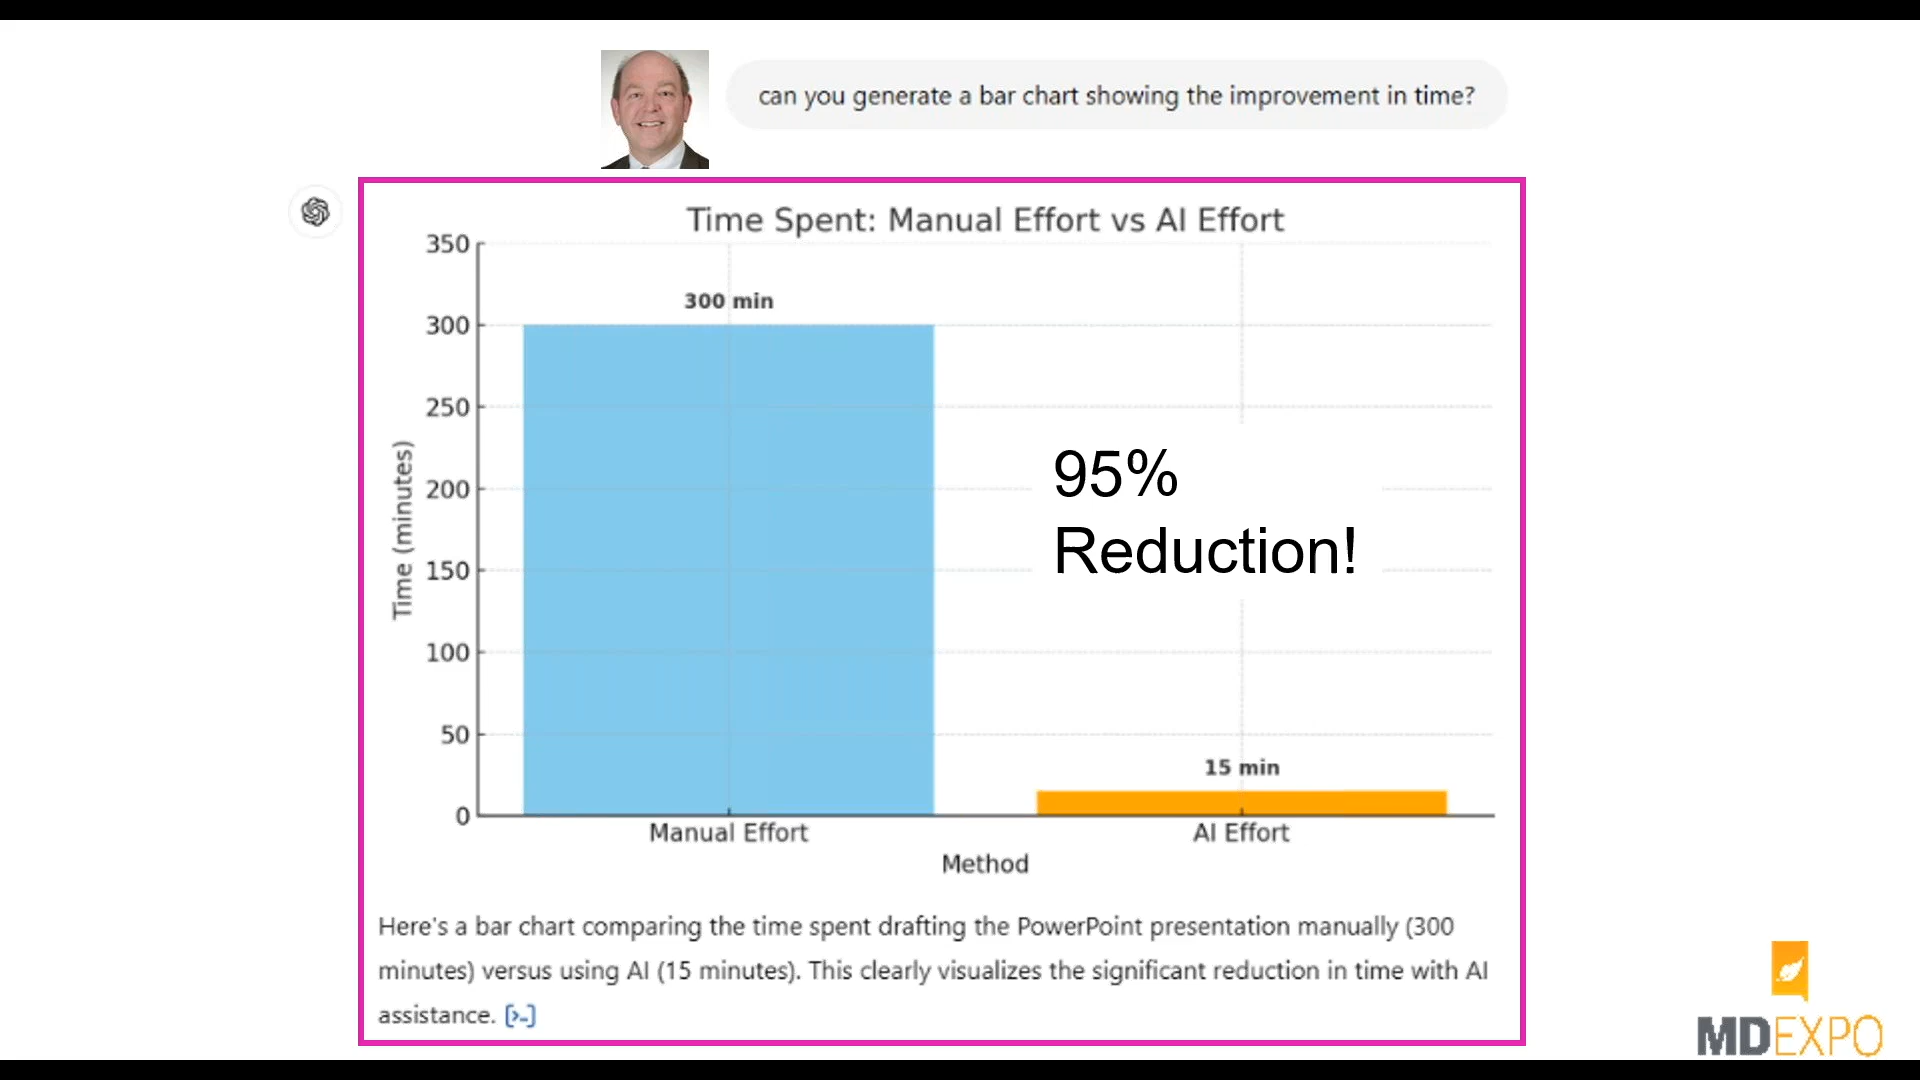 can you generate a bar chart showing the improvement in time?
Time Spent: Manual Effort vs AI Effort
350
300
250
200
150
100
50
0
Time (minutes)
300 min
95%
Reduction!
15 min
Manual Effort
AI Effort
Method
Here's a bar chart comparing the time spent drafting the PowerPoint presentation manually (300
minutes) versus using AI (15 minutes). This clearly visualizes the significant reduction in time with AI
assistance. [>-]
MDEXPO